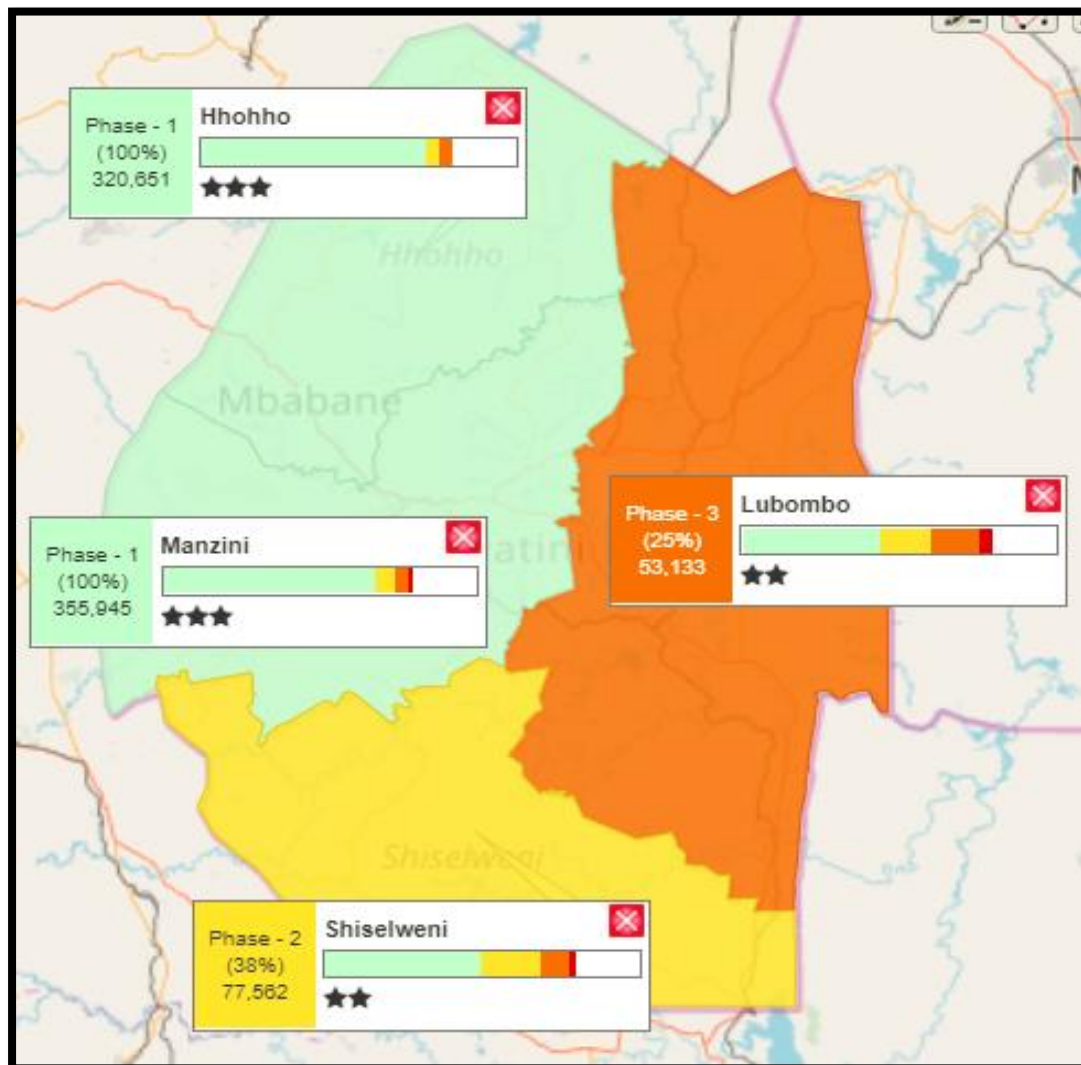 Phase - 1
(100%)
320,651
Hhohho
Hhohho
Mbabane
Phase - 3
(25%)
53,133
Lubombo
Phase - 1
(100%)
355,945
Manzini
Shiselweni
Phase - 2
(38%)
77,562
Shiselweni